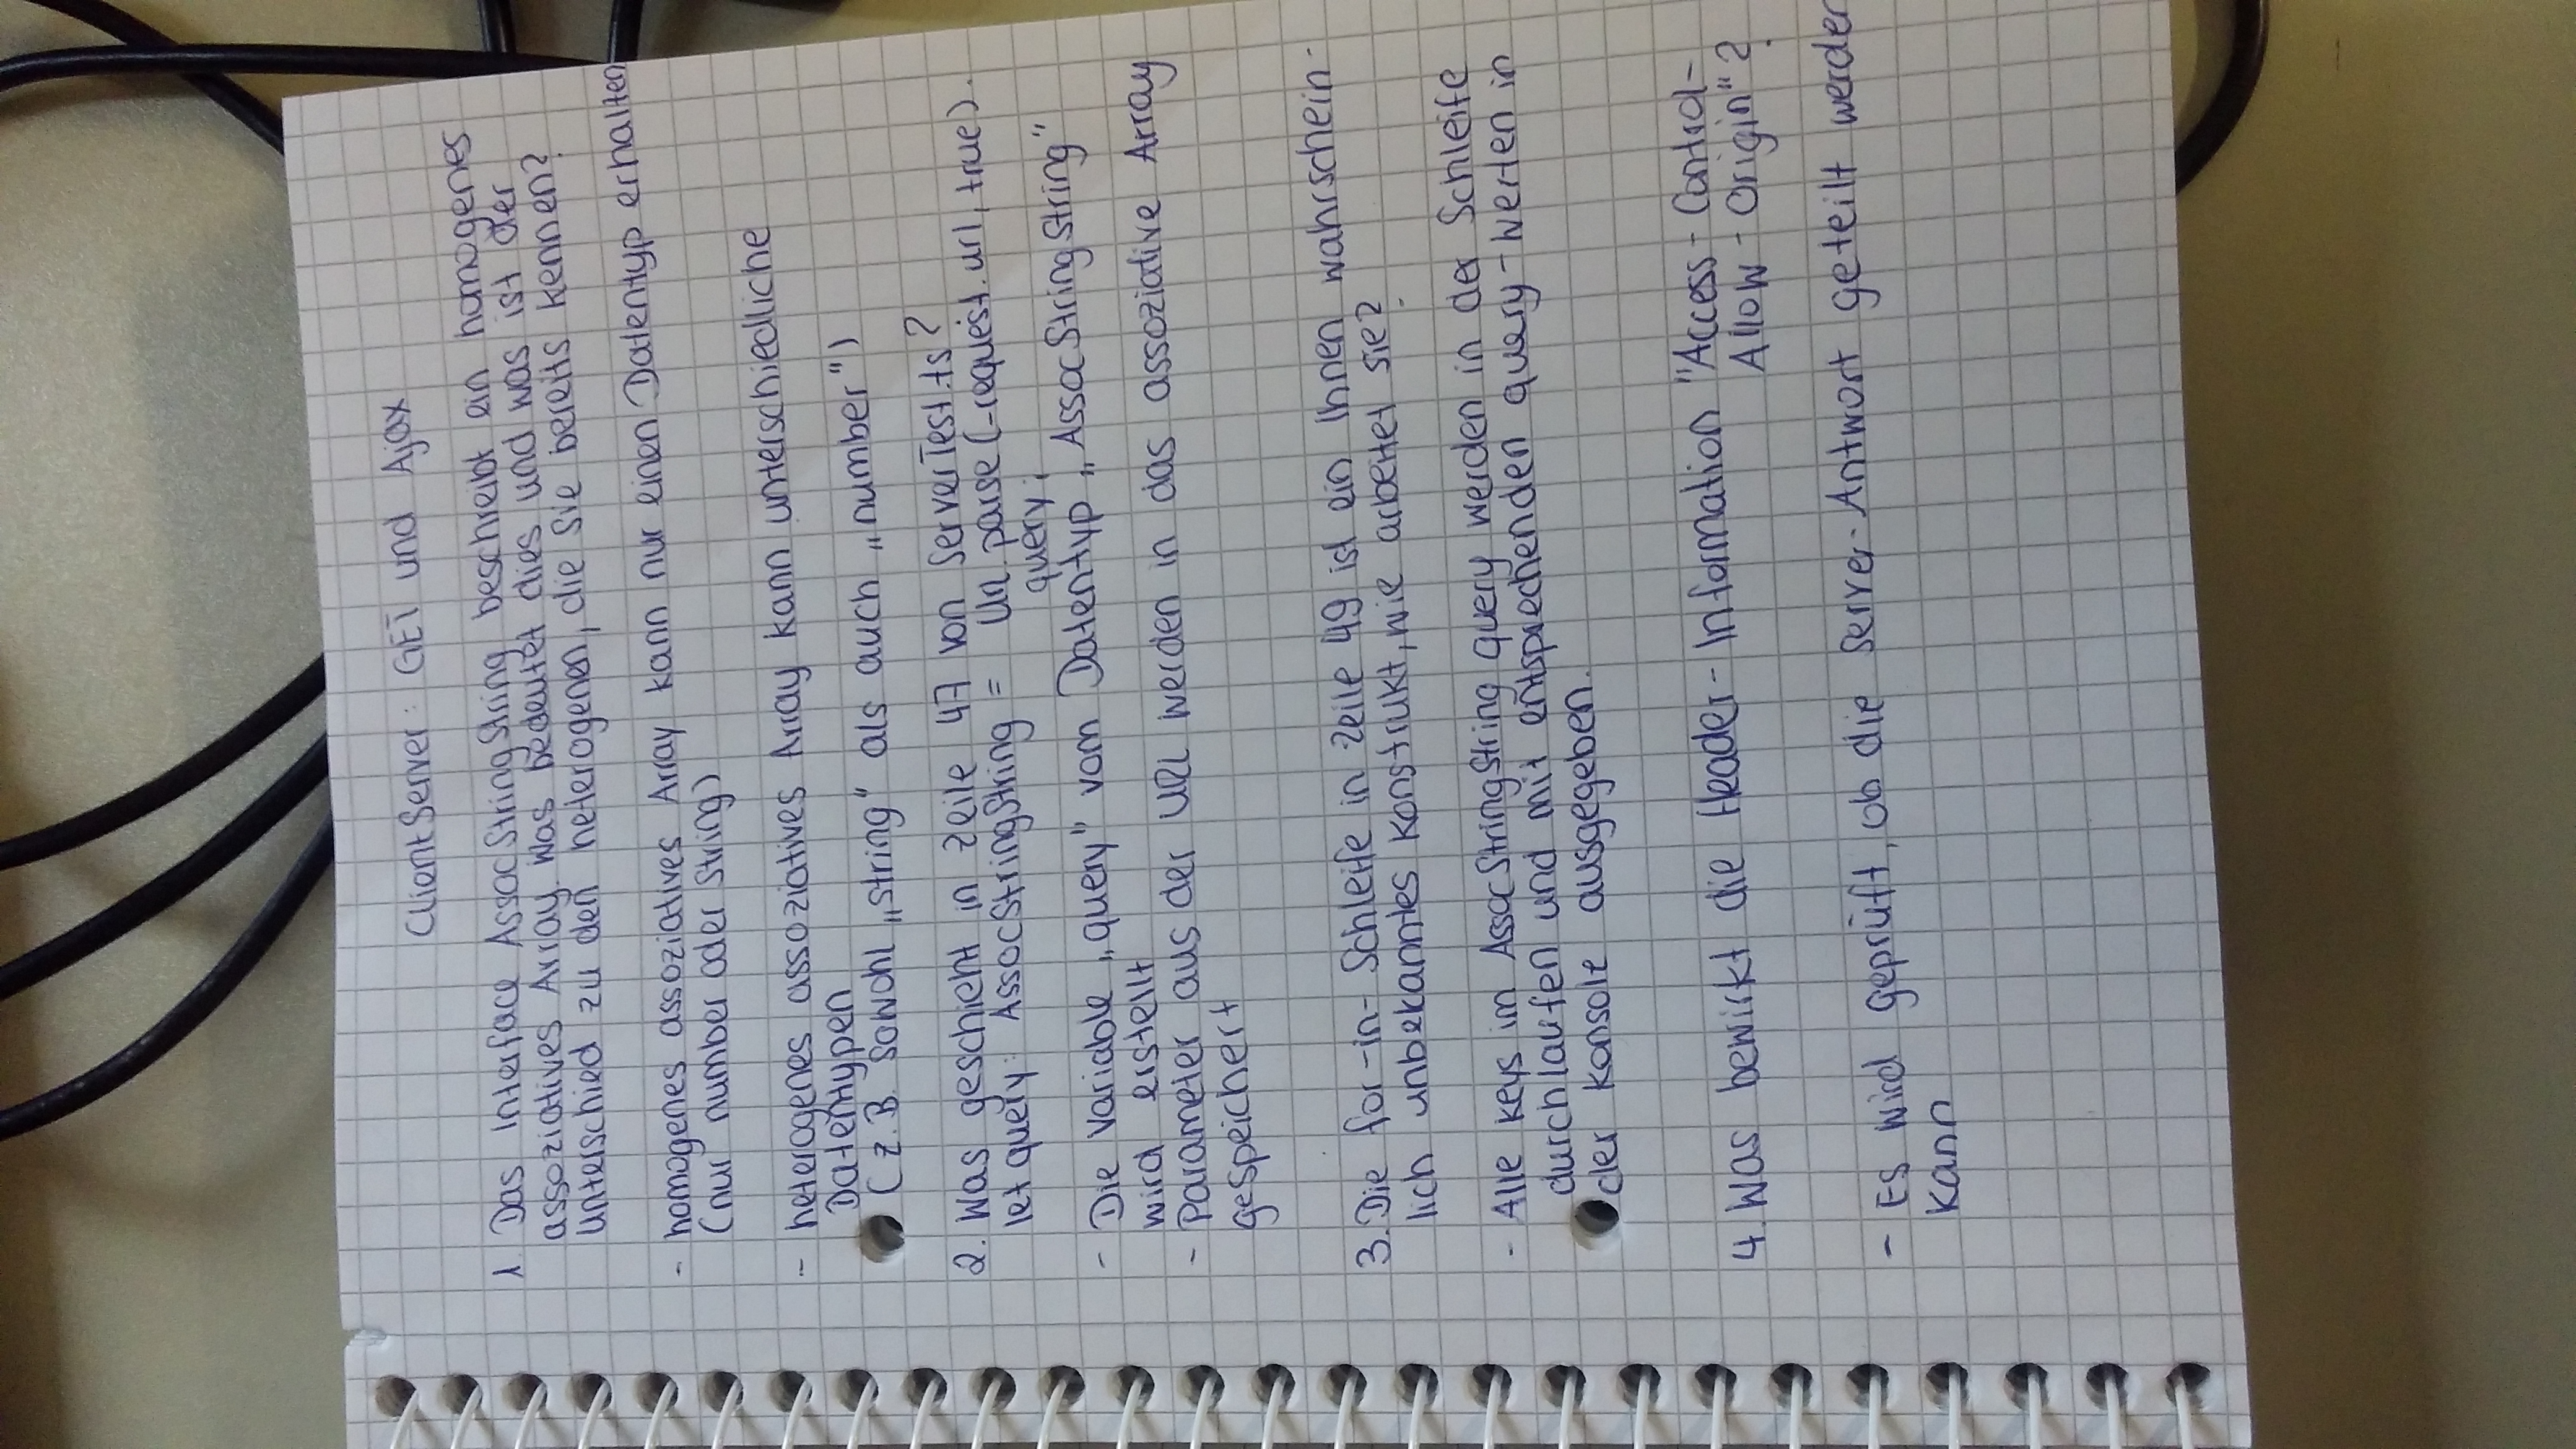 Client Server: GET und Ajax
1. Das Interface AssocStringString beschreibt ein homogenes
assoziatives Array. Was bedeutet dies und was ist der
Unterschied zu den heterogenen, die Sie bereits kennen?
- homogenes assoziatives Array kann nur einen Datentyp erhalten
(nur number oder String)
- heterogenes assoziatives Array kann unterschiedliche
Datentypen
(z.B. sowohl „string" als auch „number")
2. Was geschieht in Zeile 47 von ServerTest.ts?
let query: AssocStringString = Url.parse(_request.url, true).
query;
- Die Variable „query" vom Datentyp „AssocStringString"
wird erstellt
- Parameter aus der URL werden in das assoziative Array
gespeichert
3. Die for-in-Schleife in Zeile 49 ist ein Ihnen wahrschein-
lich unbekanntes Konstrukt, wie arbeitet sie?
- Alle keys im AssocStringString query werden in der Schleife
durchlaufen und mit entsprechenden query-Werten in
der Konsole ausgegeben.
4. Was bewirkt die Header-Information "Access-Control-
Allow-Origin"?
- Es wird geprüft, ob die Server-Antwort geteilt werden
kann